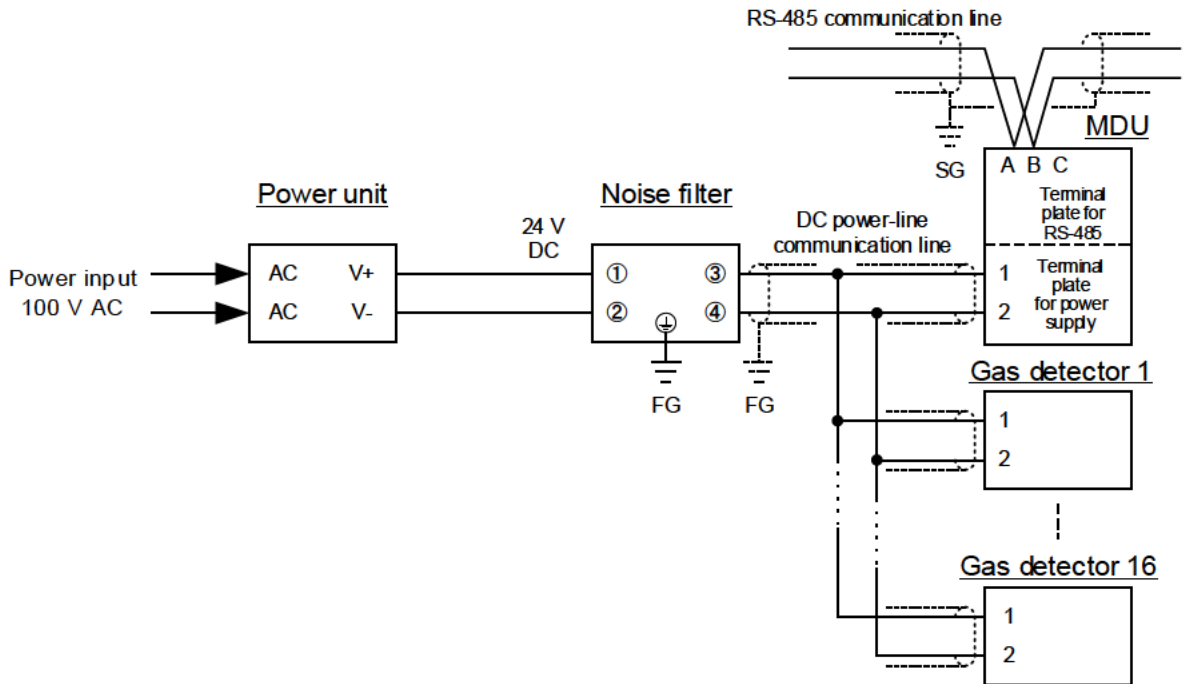 RS-485 communication line
MDU
SG
A B C
Terminal
plate for
RS-485
Power unit
Noise filter
24 V
DC
DC power-line
communication line
Power input
100 V AC
AC V+
AC V-
① ③
② ④
1
2
Terminal
plate
for power
supply
FG
FG
Gas detector 1
1
2
Gas detector 16
1
2